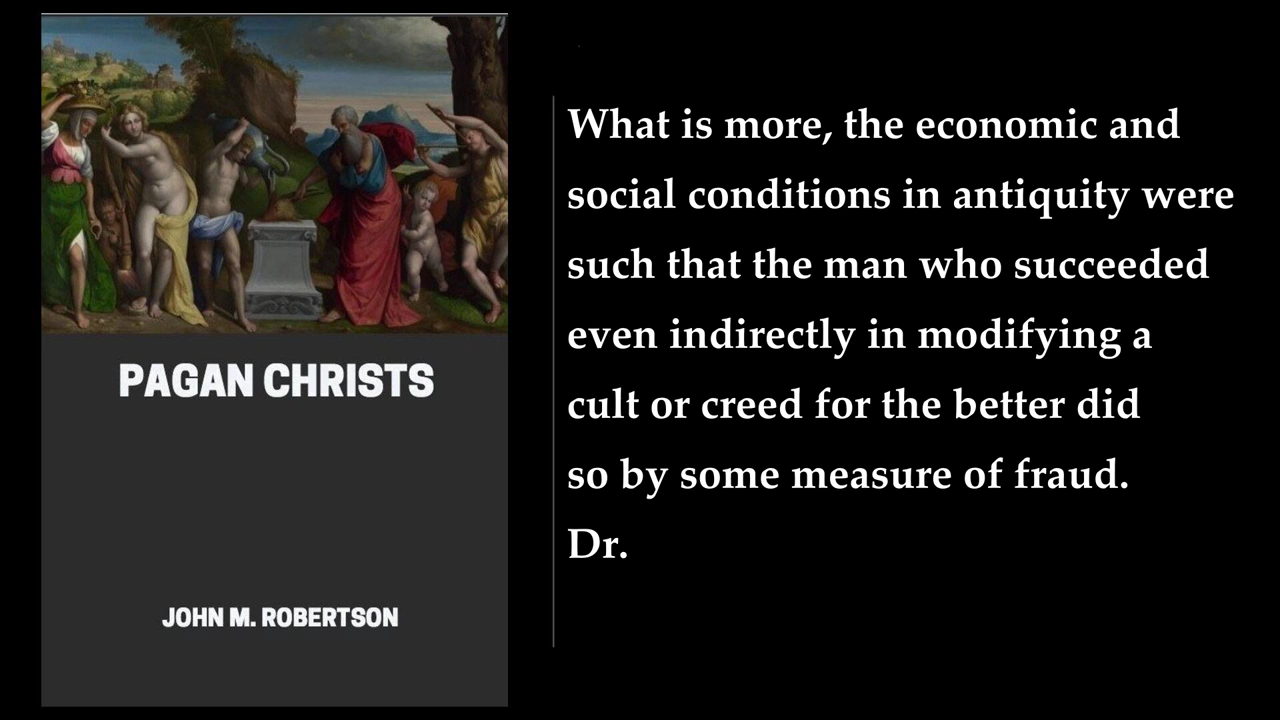 PAGAN CHRISTS
JOHN M. ROBERTSON
What is more, the economic and
social conditions in antiquity were
such that the man who succeeded
even indirectly in modifying a
cult or creed for the better did
so by some measure of fraud.
Dr.